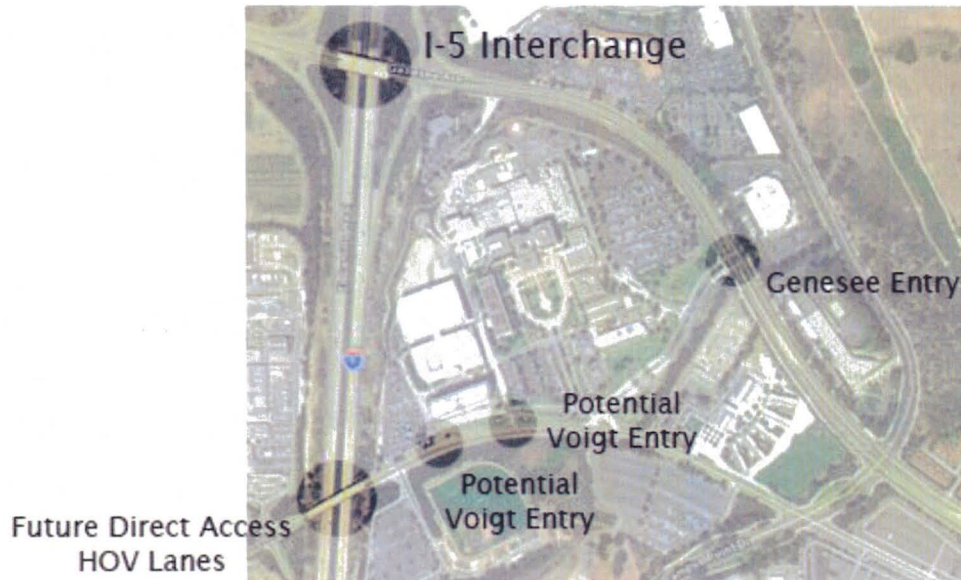 I-5 Interchange
Genesee Entry
Potential
Voigt Entry
Potential
Voigt Entry
Future Direct Access
HOV Lanes